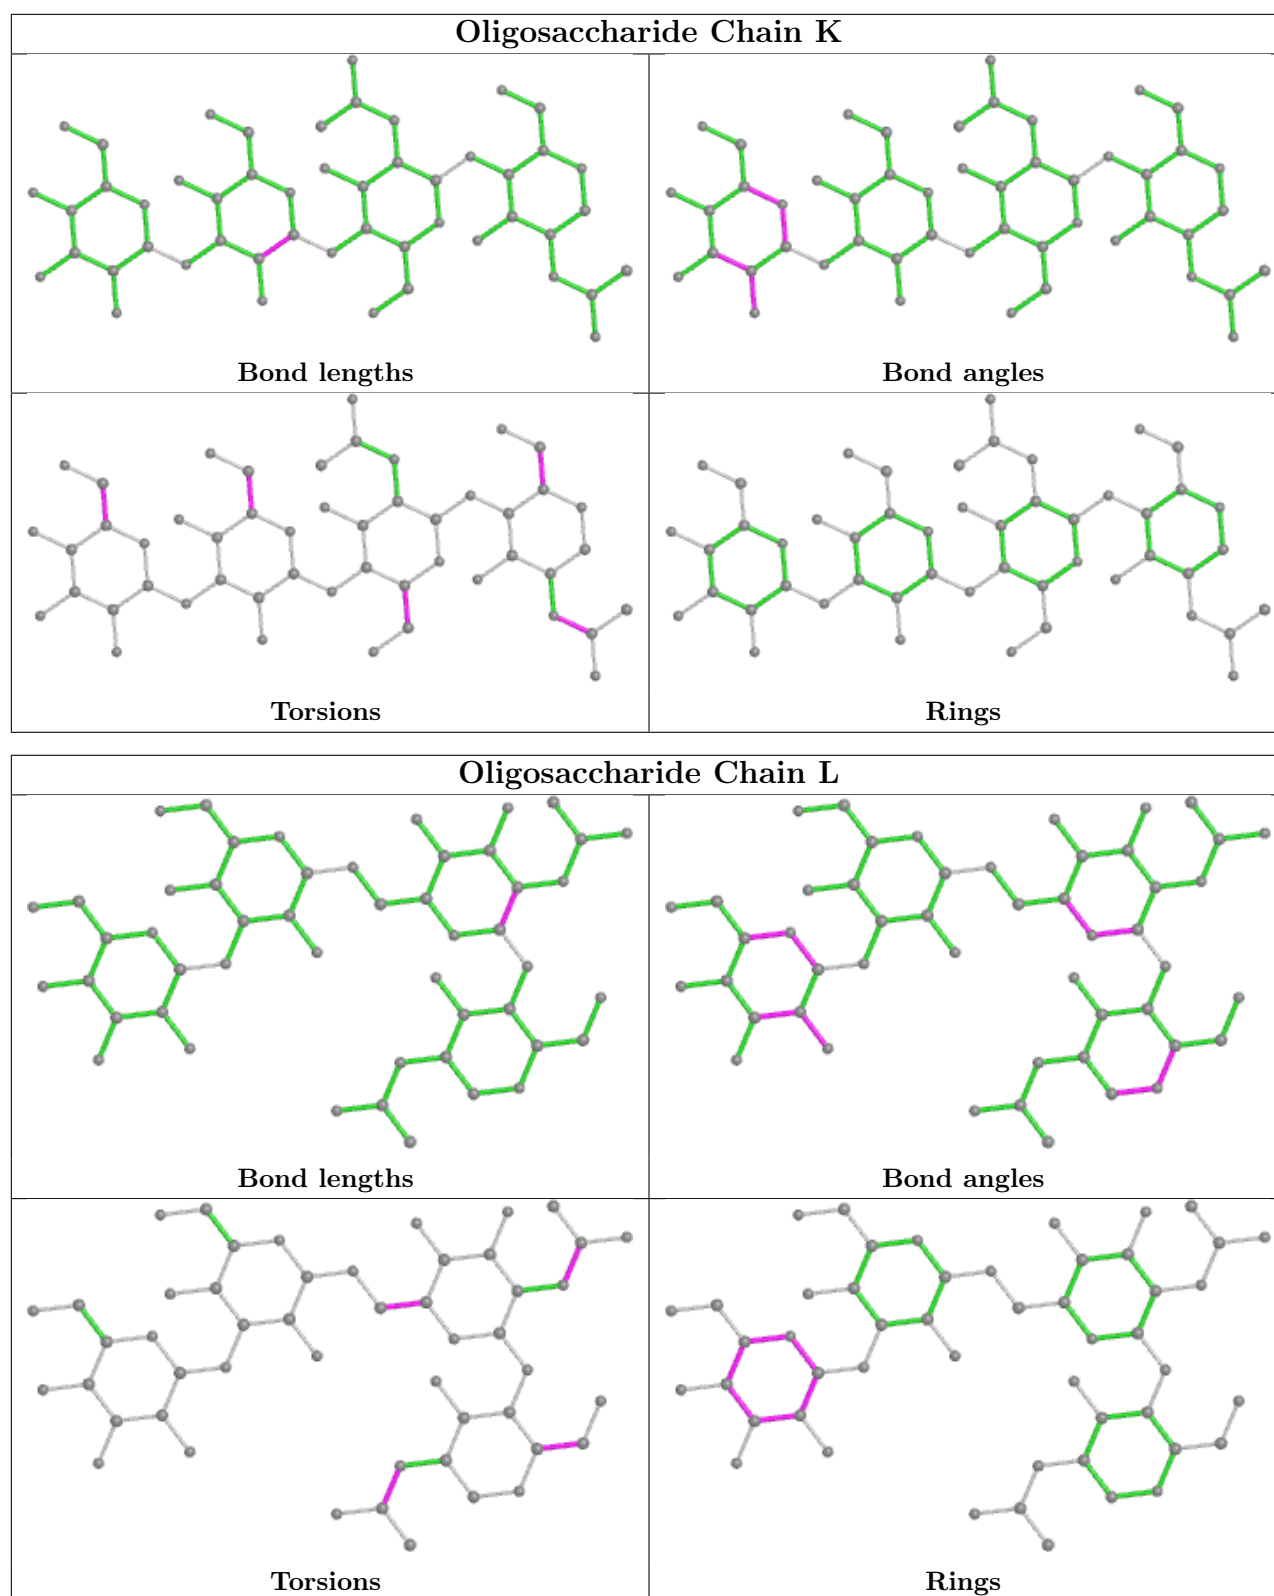 Oligosaccharide Chain K
Bond lengths
Bond angles
Torsions
Rings
Oligosaccharide Chain L
Bond lengths
Bond angles
Torsions
Rings